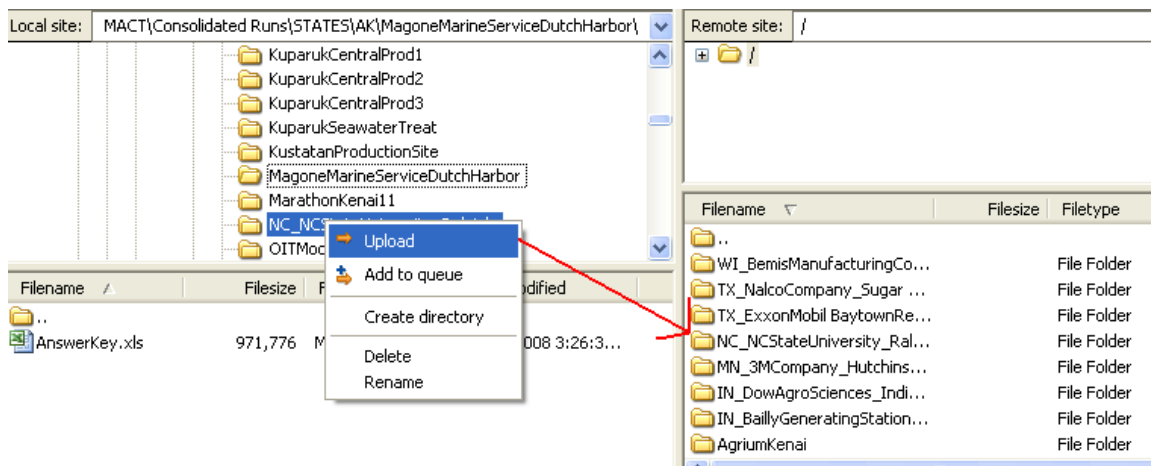 Local site: MACT\Consolidated Runs\STATES\AK\MagoneMarineServiceDutchHarbor\
KuparukCentralProd1
KuparukCentralProd2
KuparukCentralProd3
KuparukSeawaterTreat
KustatanProductionSite
MagoneMarineServiceDutchHarbor
MarathonKenai11
NC_NCS
OITMod
Upload
Add to queue
Create directory
Delete
Rename
Filename Filesize F odified
..
AnswerKey.xls 971,776 M 008 3:26:3...
Remote site: /
/
Filename Filesize Filetype
..
WI_BemisManufacturingCo... File Folder
TX_NalcoCompany_Sugar ... File Folder
TX_ExxonMobil BaytownRe... File Folder
NC_NCStateUniversity_Ral... File Folder
MN_3MCompany_Hutchins... File Folder
IN_DowAgroSciences_Indi... File Folder
IN_BaillyGeneratingStation... File Folder
AgriumKenai File Folder